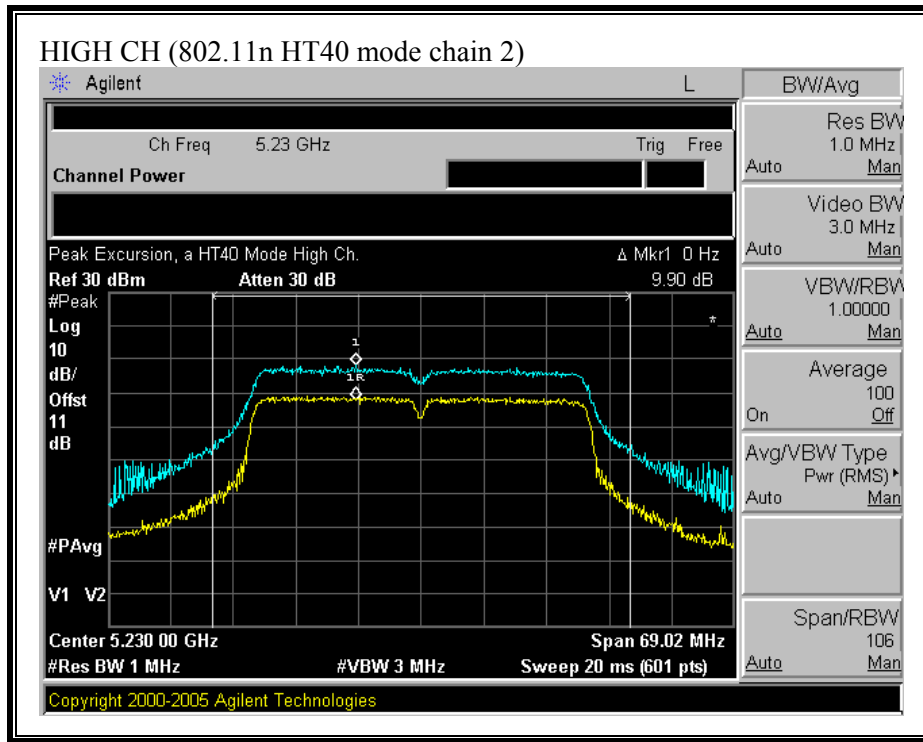 HIGH CH (802.11n HT40 mode chain 2)
Agilent L
Ch Freq 5.23 GHz Trig Free
Channel Power
Peak Excursion, a HT40 Mode High Ch. Δ Mkr1 0 Hz
Ref 30 dBm Atten 30 dB 9.90 dB
#Peak
Log
10
dB/
Offst
11
dB
1
1R
*
#PAvg
V1 V2
Center 5.230 00 GHz Span 69.02 MHz
#Res BW 1 MHz #VBW 3 MHz Sweep 20 ms (601 pts)
Copyright 2000-2005 Agilent Technologies
BW/Avg
Res BW
1.0 MHz
Auto Man
Video BW
3.0 MHz
Auto Man
VBW/RBW
1.00000
Auto Man
Average
100
On Off
Avg/VBW Type
Pwr (RMS)
Auto Man
Span/RBW
106
Auto Man